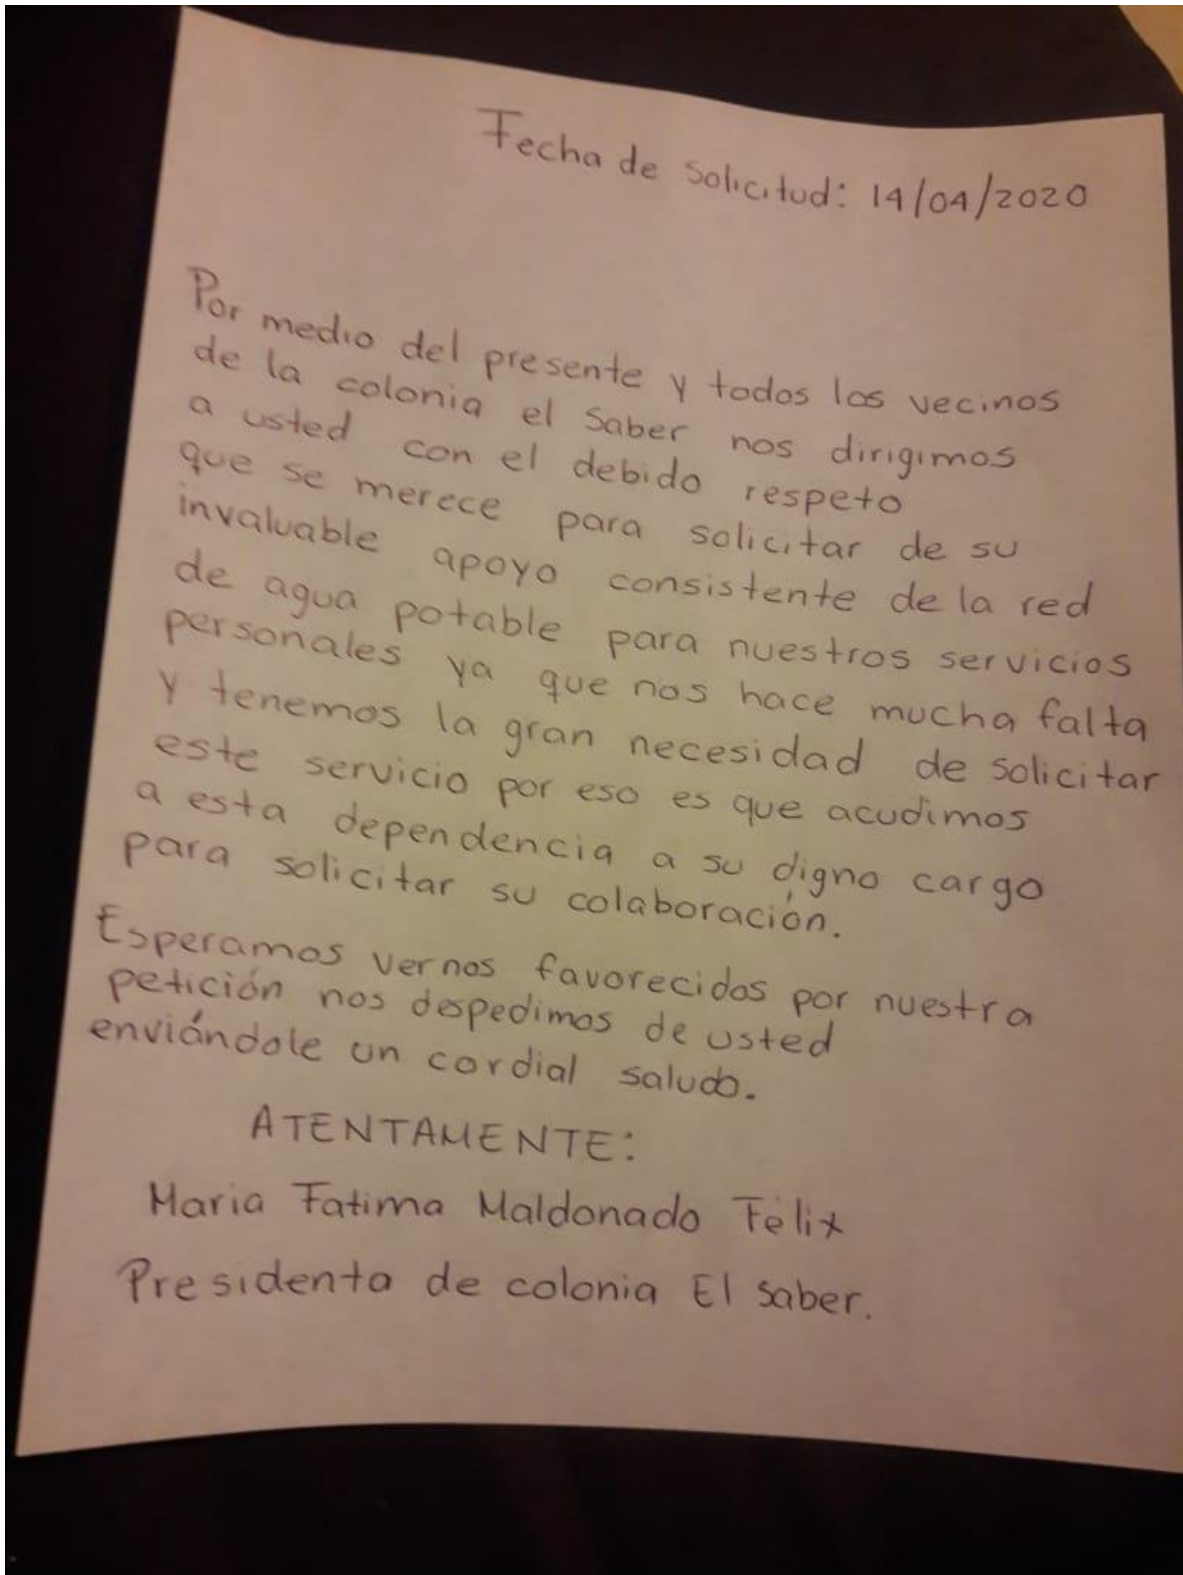 Fecha de solicitud: 14/04/2020
Por medio del presente y todos los vecinos
de la colonia el Saber nos dirigimos
a usted con el debido respeto
que se merece para solicitar de su
invaluable apoyo consistente de la red
de agua potable para nuestros servicios
personales ya que nos hace mucha falta
y tenemos la gran necesidad de solicitar
este servicio por eso es que acudimos
a esta dependencia a su digno cargo
para solicitar su colaboración.
Esperamos vernos favorecidos por nuestra
petición nos despedimos de usted
enviándole un cordial saludo.
ATENTAMENTE:
Maria Fatima Maldonado Félix
Presidenta de colonia El saber.